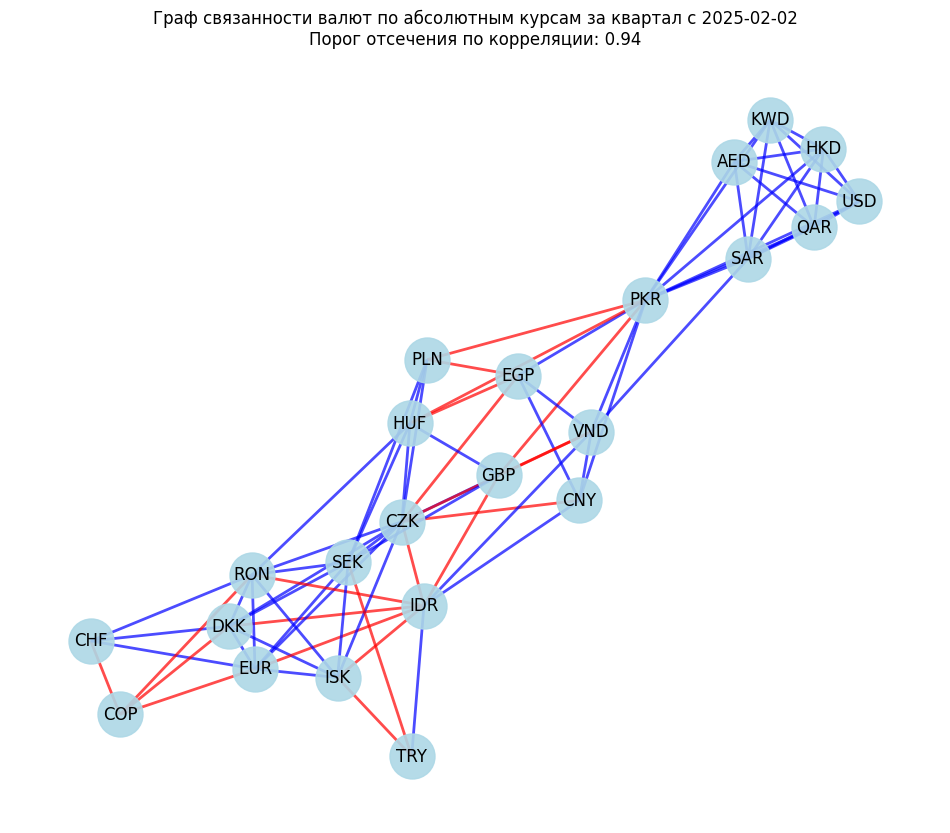 Граф связанности валют по абсолютным курсам за квартал с 2025-02-02
Порог отсечения по корреляции: 0.94
KWD
HKD
AED
USD
QAR
SAR
PKR
PLN
EGP
HUF
VND
GBP
CNY
CZK
SEK
RON
IDR
DKK
CHF
EUR
ISK
COP
TRY